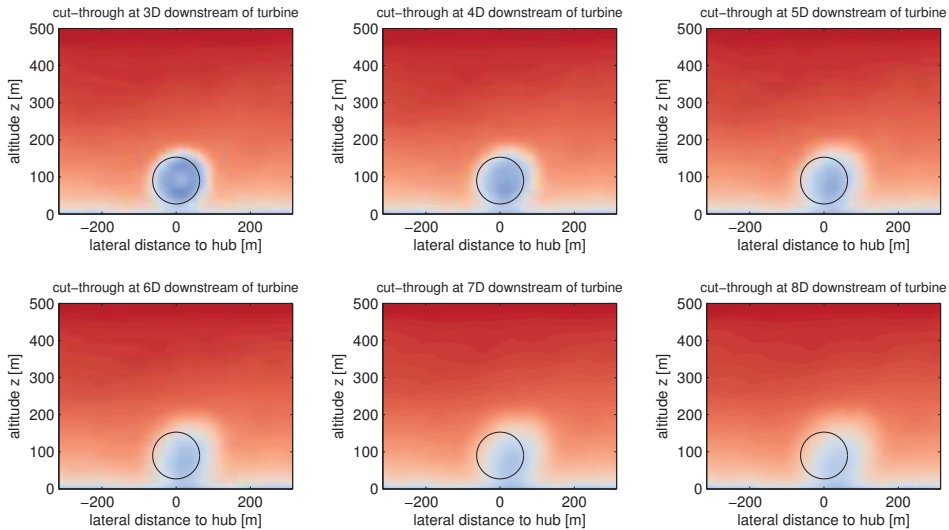 cut−through at 3D downstream of turbine
500
400
300
200
100
0
altitude z [m]
−200 0 200
lateral distance to hub [m]
cut−through at 4D downstream of turbine
500
400
300
200
100
0
altitude z [m]
−200 0 200
lateral distance to hub [m]
cut−through at 5D downstream of turbine
500
400
300
200
100
0
altitude z [m]
−200 0 200
lateral distance to hub [m]
cut−through at 6D downstream of turbine
500
400
300
200
100
0
altitude z [m]
−200 0 200
lateral distance to hub [m]
cut−through at 7D downstream of turbine
500
400
300
200
100
0
altitude z [m]
−200 0 200
lateral distance to hub [m]
cut−through at 8D downstream of turbine
500
400
300
200
100
0
altitude z [m]
−200 0 200
lateral distance to hub [m]